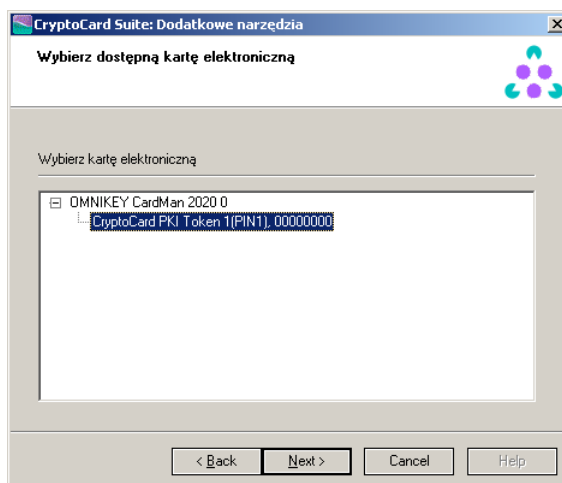 CryptoCard Suite: Dodatkowe narzędzia
Wybierz dostępną kartę elektroniczną
Wybierz kartę elektroniczną
OMNIKEY CardMan 2020 0
CryptoCard PKI Token 1(PIN1), 00000000
< Back Next > Cancel Help